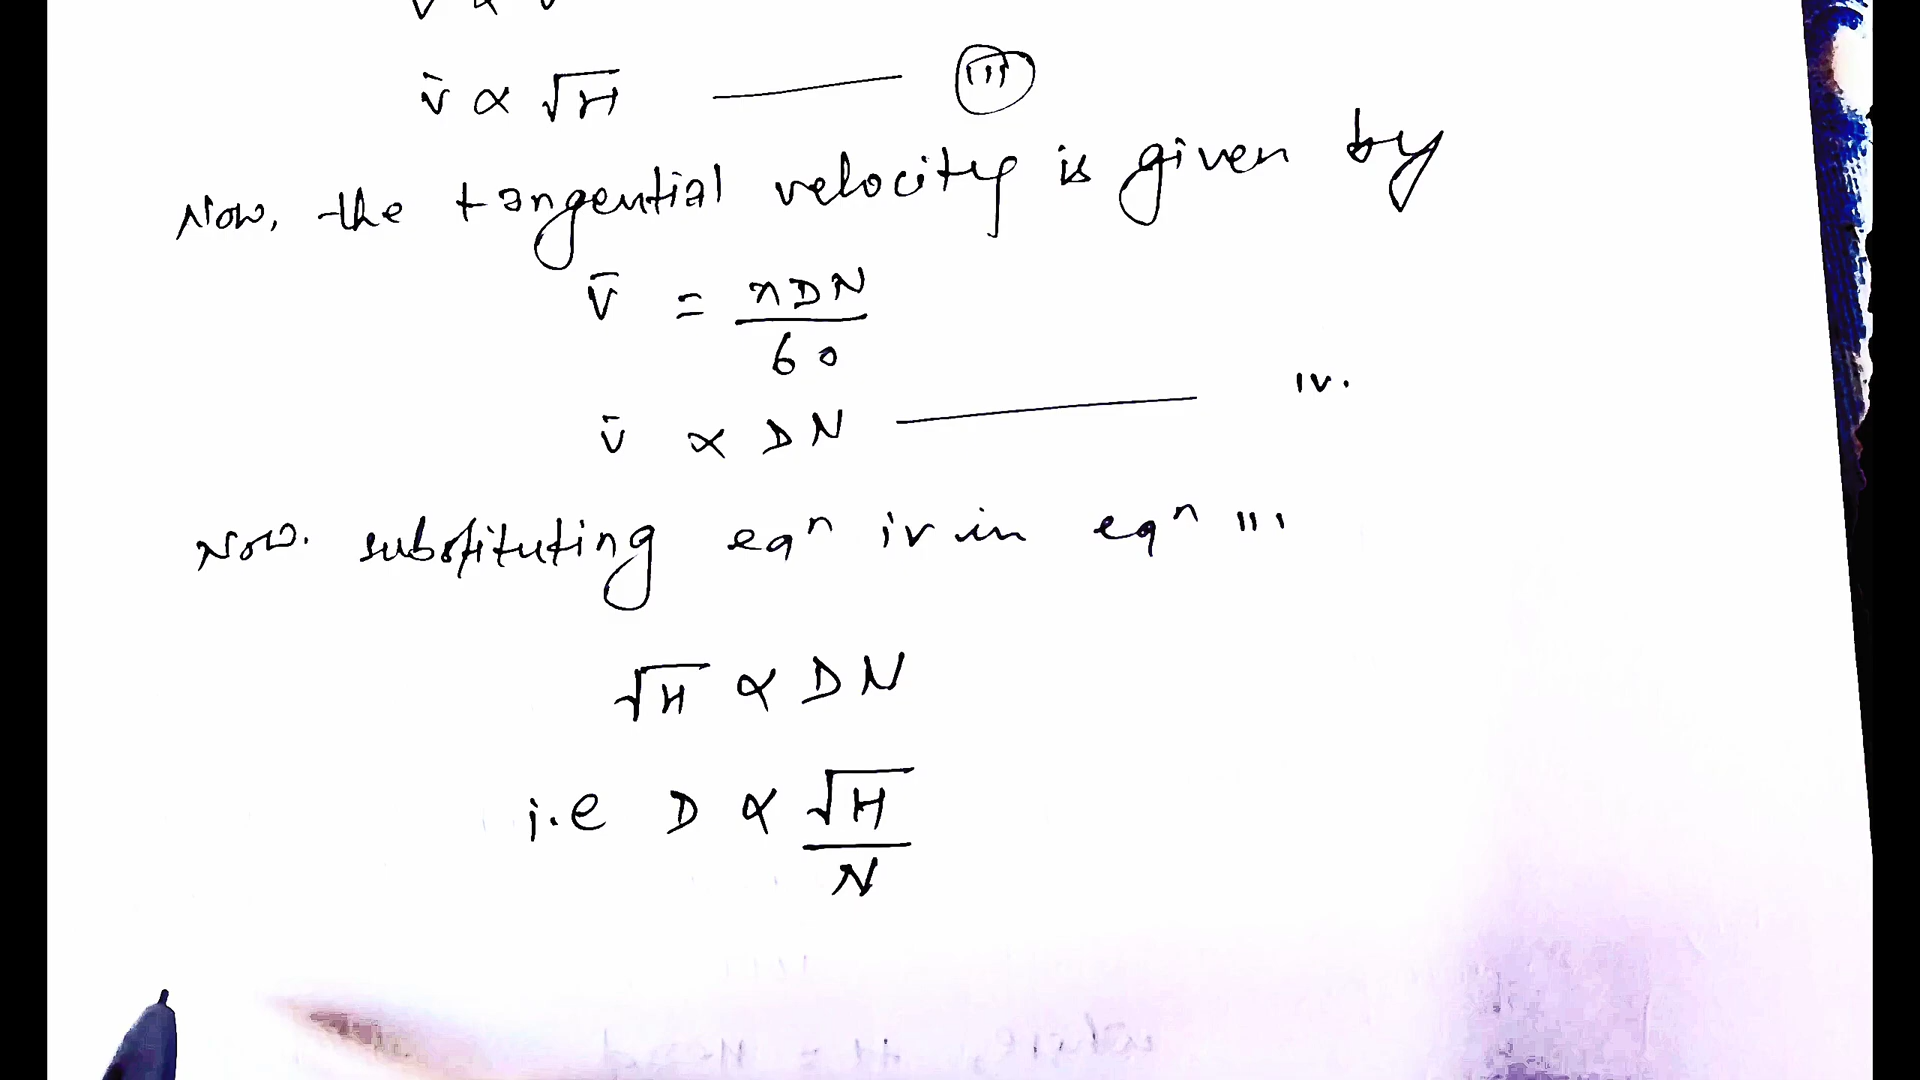 v̄ ∝ √H ——— (III)
Now, the tangential velocity is given by
V̄ = πDN
60
v̄ ∝ DN ——— iv.
Now. substituting eqⁿ iv in eqⁿ III
√H ∝ DN
i.e D ∝ √H
N